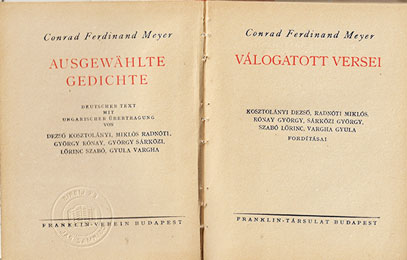 Conrad Ferdinand Meyer
AUSGEWÄHLTE
GEDICHTE
DEUTSCHER TEXT
MIT
UNGARISCHER ÜBERTRAGUNG
VON
DEZSŐ KOSZTOLÁNYI, MIKLÓS RADNÓTI,
GYÖRGY RÓNAY, GYÖRGY SÁRKÖZI,
LŐRINC SZABÓ, GYULA VARGHA
FRANKLIN-VEREIN BUDAPEST
Conrad Ferdinand Meyer
VÁLOGATOTT VERSEI
KOSZTOLÁNYI DEZSŐ, RADNÓTI MIKLÓS,
RÓNAY GYÖRGY, SÁRKÖZI GYÖRGY,
SZABÓ LŐRINC, VARGHA GYULA
FORDÍTÁSAI
FRANKLIN-TÁRSULAT BUDAPEST